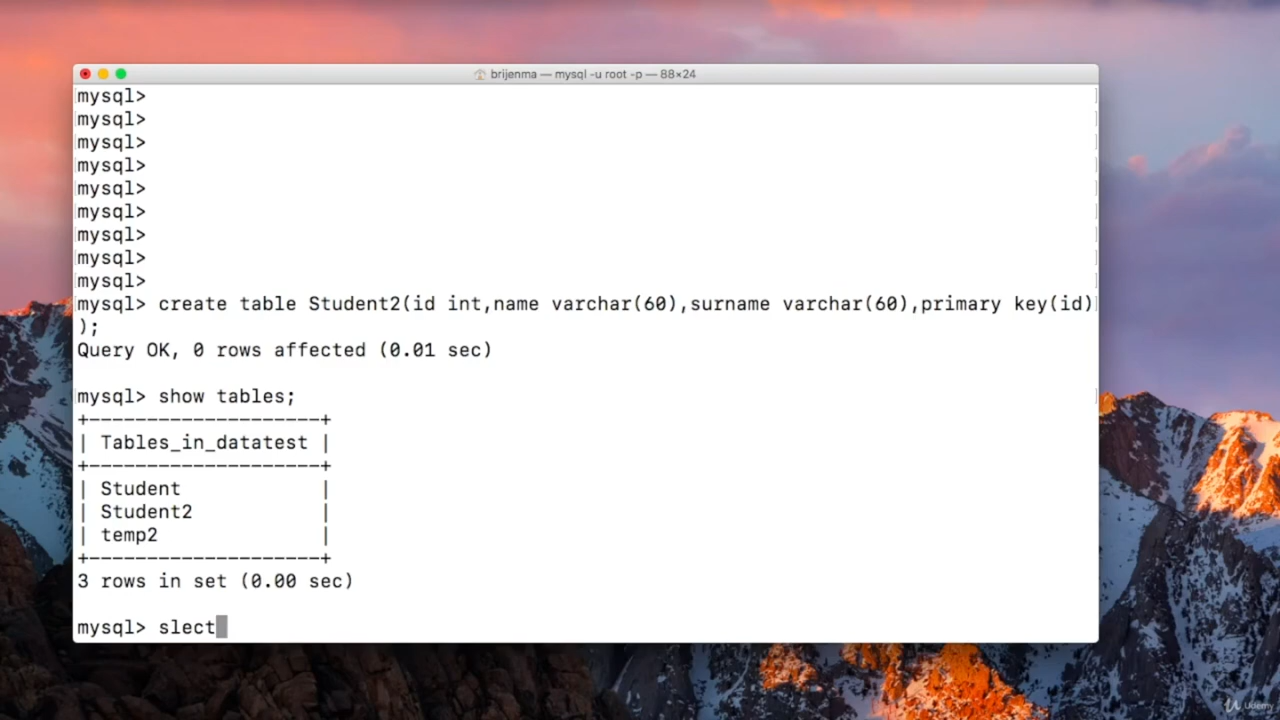 brijenma — mysql -u root -p — 88×24
mysql>
mysql>
mysql>
mysql>
mysql>
mysql>
mysql>
mysql>
mysql>
mysql> create table Student2(id int,name varchar(60),surname varchar(60),primary key(id)
);
Query OK, 0 rows affected (0.01 sec)
mysql> show tables;
+--------------------+
| Tables_in_datatest |
+--------------------+
| Student            |
| Student2           |
| temp2              |
+--------------------+
3 rows in set (0.00 sec)
mysql> slect
Udemy